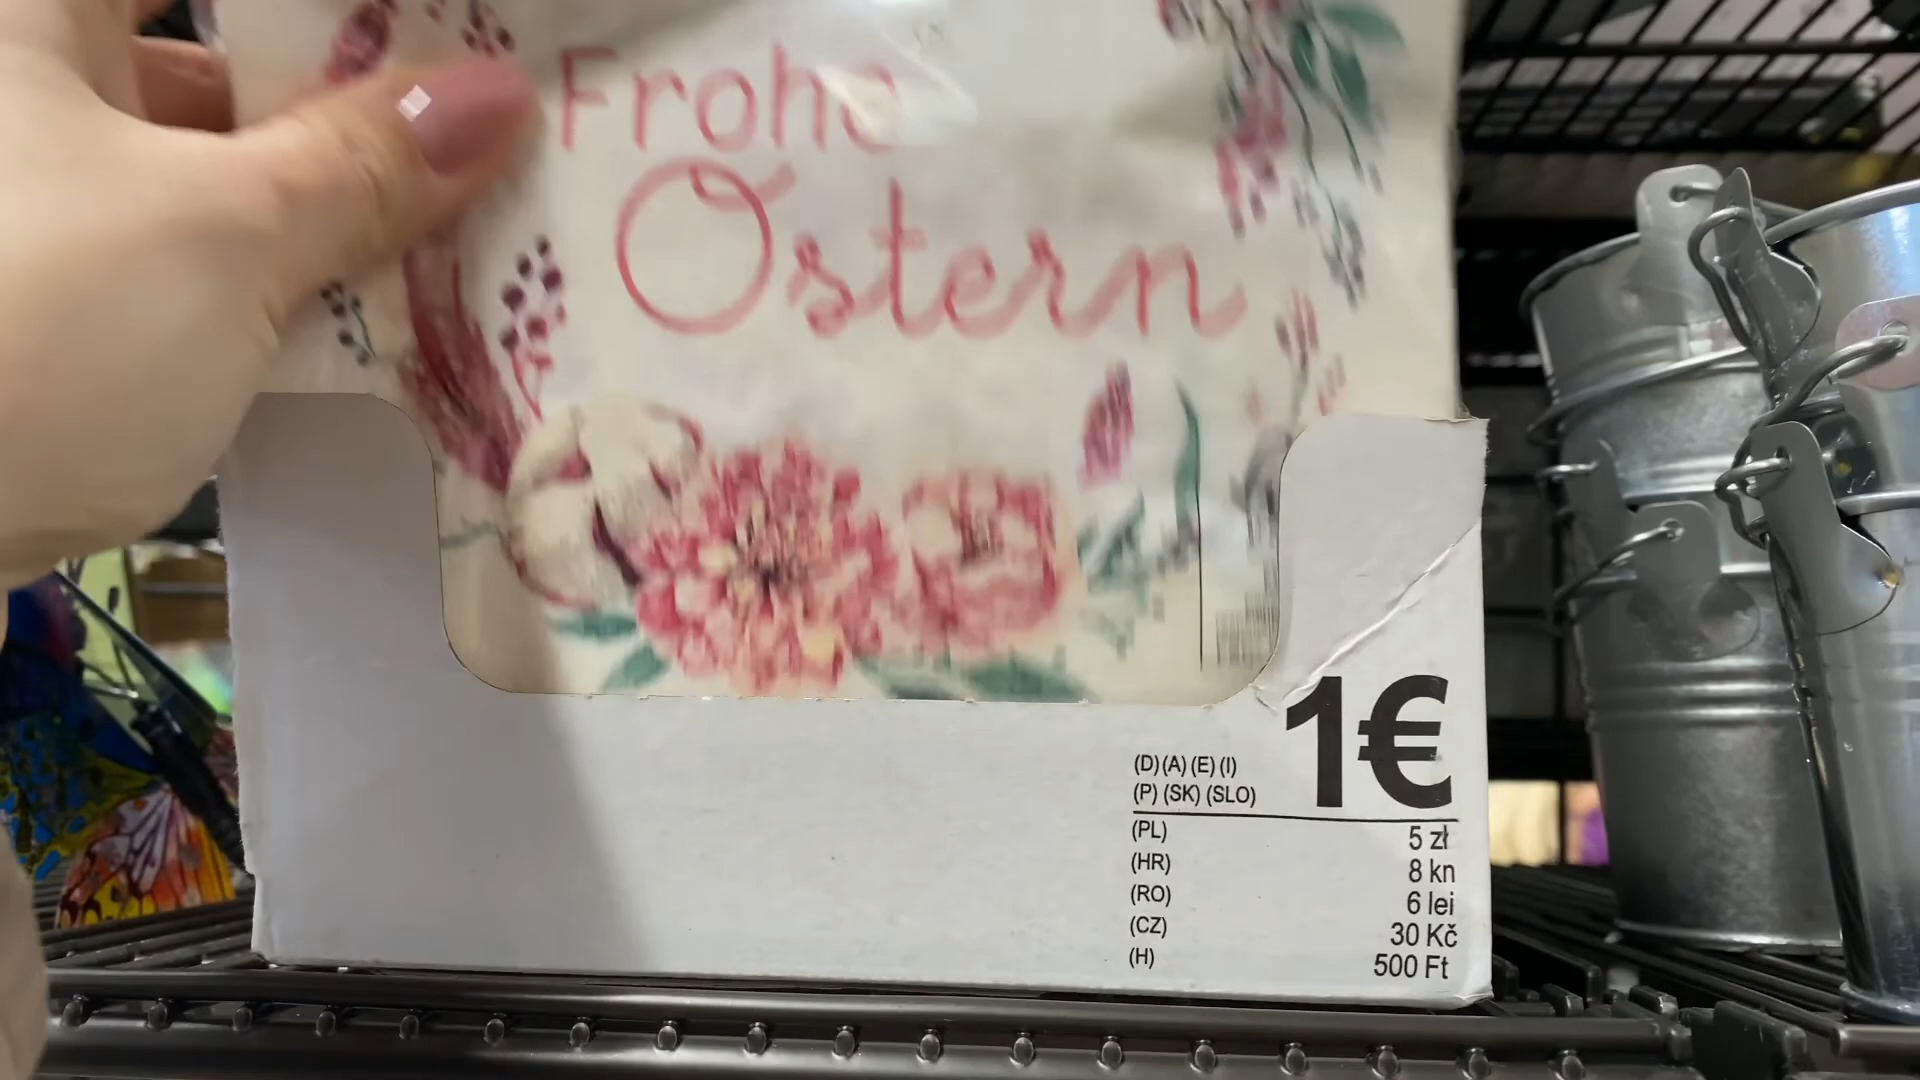 Frohe
Ostern
1€
(D) (A) (E) (I)
(P) (SK) (SLO)
(PL) 5 zł
(HR) 8 kn
(RO) 6 lei
(CZ) 30 Kč
(H) 500 Ft